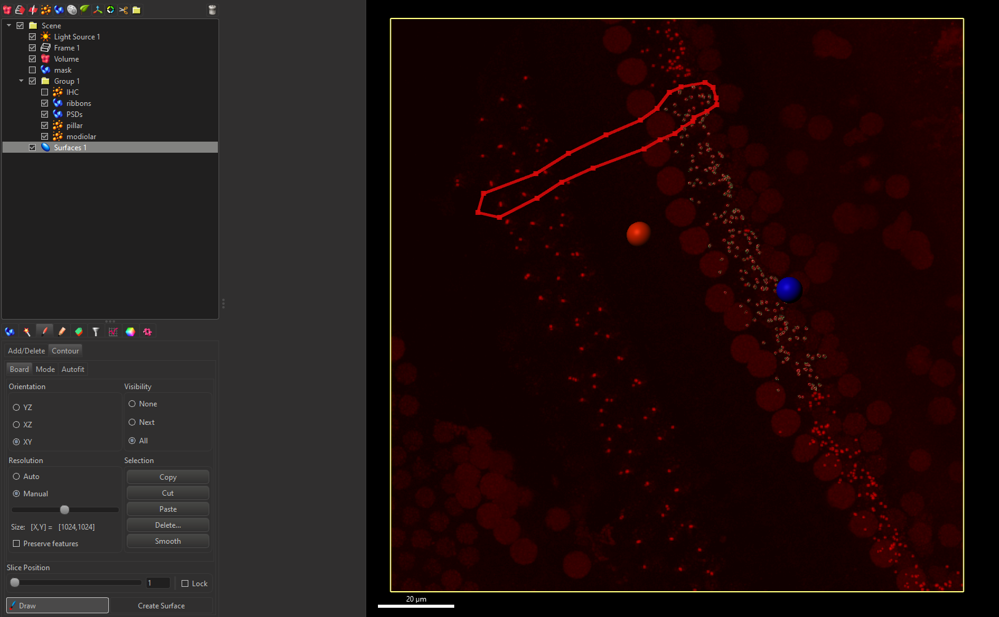 Scene
Light Source 1
Frame 1
Volume
mask
Group 1
IHC
ribbons
PSDs
pillar
modiolar
Surfaces 1
Add/Delete Contour
Board Mode Autofit
Orientation Visibility
YZ None
XZ Next
XY All
Resolution Selection
Auto Copy
Manual Cut
Paste
Size: [X,Y] = [1024,1024] Delete...
Preserve features Smooth
Slice Position
1 Lock
Draw Create Surface
20 µm